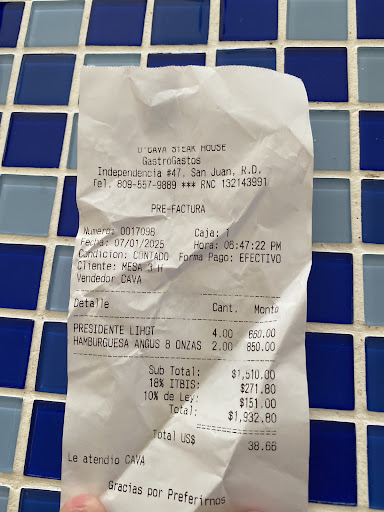 D'CAVA STEAK HOUSE
GastroGastos
Independencia #47, San Juan, R.D.
Tel. 809-557-9889 *** RNC 132143991
PRE-FACTURA
Numero: 0017098 Caja: 1
Fecha: 07/01/2025 Hora: 06:47:22 PM
Condicion: CONTADO Forma Pago: EFECTIVO
Cliente: MESA 3 H
Vendedor CAVA
Detalle Cant. Monto
PRESIDENTE LIHGT 4.00 660.00
HAMBURGUESA ANGUS 8 ONZAS 2.00 850.00
Sub Total: $1,510.00
18% ITBIS: $271.80
10% de Ley: $151.00
Total: $1,932.80
Total US$ 38.66
Le atendio CAVA
Gracias por Preferirnos